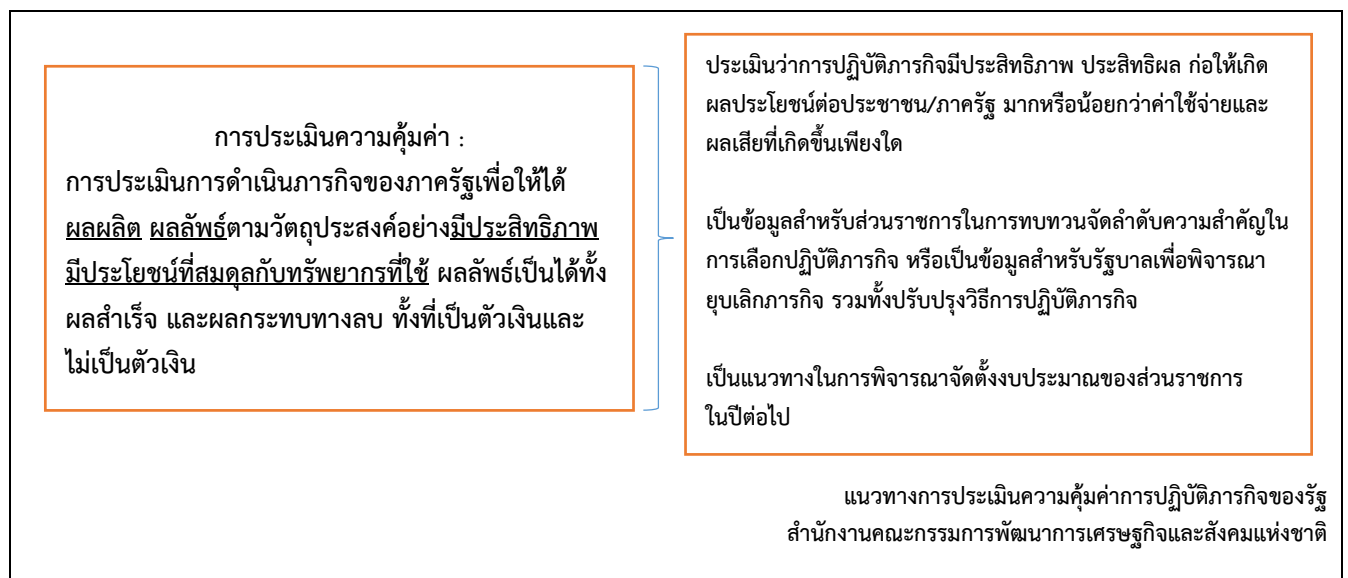 การประเมินความคุ้มค่า :
การประเมินการดำเนินภารกิจของภาครัฐเพื่อให้ได้
ผลผลิต ผลลัพธ์ตามวัตถุประสงค์อย่างมีประสิทธิภาพ
มีประโยชน์ที่สมดุลกับทรัพยากรที่ใช้ ผลลัพธ์เป็นได้ทั้ง
ผลสำเร็จ และผลกระทบทางลบ ทั้งที่เป็นตัวเงินและ
ไม่เป็นตัวเงิน
ประเมินว่าการปฏิบัติภารกิจมีประสิทธิภาพ ประสิทธิผล ก่อให้เกิด
ผลประโยชน์ต่อประชาชน/ภาครัฐ มากหรือน้อยกว่าค่าใช้จ่ายและ
ผลเสียที่เกิดขึ้นเพียงใด
เป็นข้อมูลสำหรับส่วนราชการในการทบทวนจัดลำดับความสำคัญใน
การเลือกปฏิบัติภารกิจ หรือเป็นข้อมูลสำหรับรัฐบาลเพื่อพิจารณา
ยุบเลิกภารกิจ รวมทั้งปรับปรุงวิธีการปฏิบัติภารกิจ
เป็นแนวทางในการพิจารณาจัดตั้งงบประมาณของส่วนราชการ
ในปีต่อไป
แนวทางการประเมินความคุ้มค่าการปฏิบัติภารกิจของรัฐ
สำนักงานคณะกรรมการพัฒนาการเศรษฐกิจและสังคมแห่งชาติ